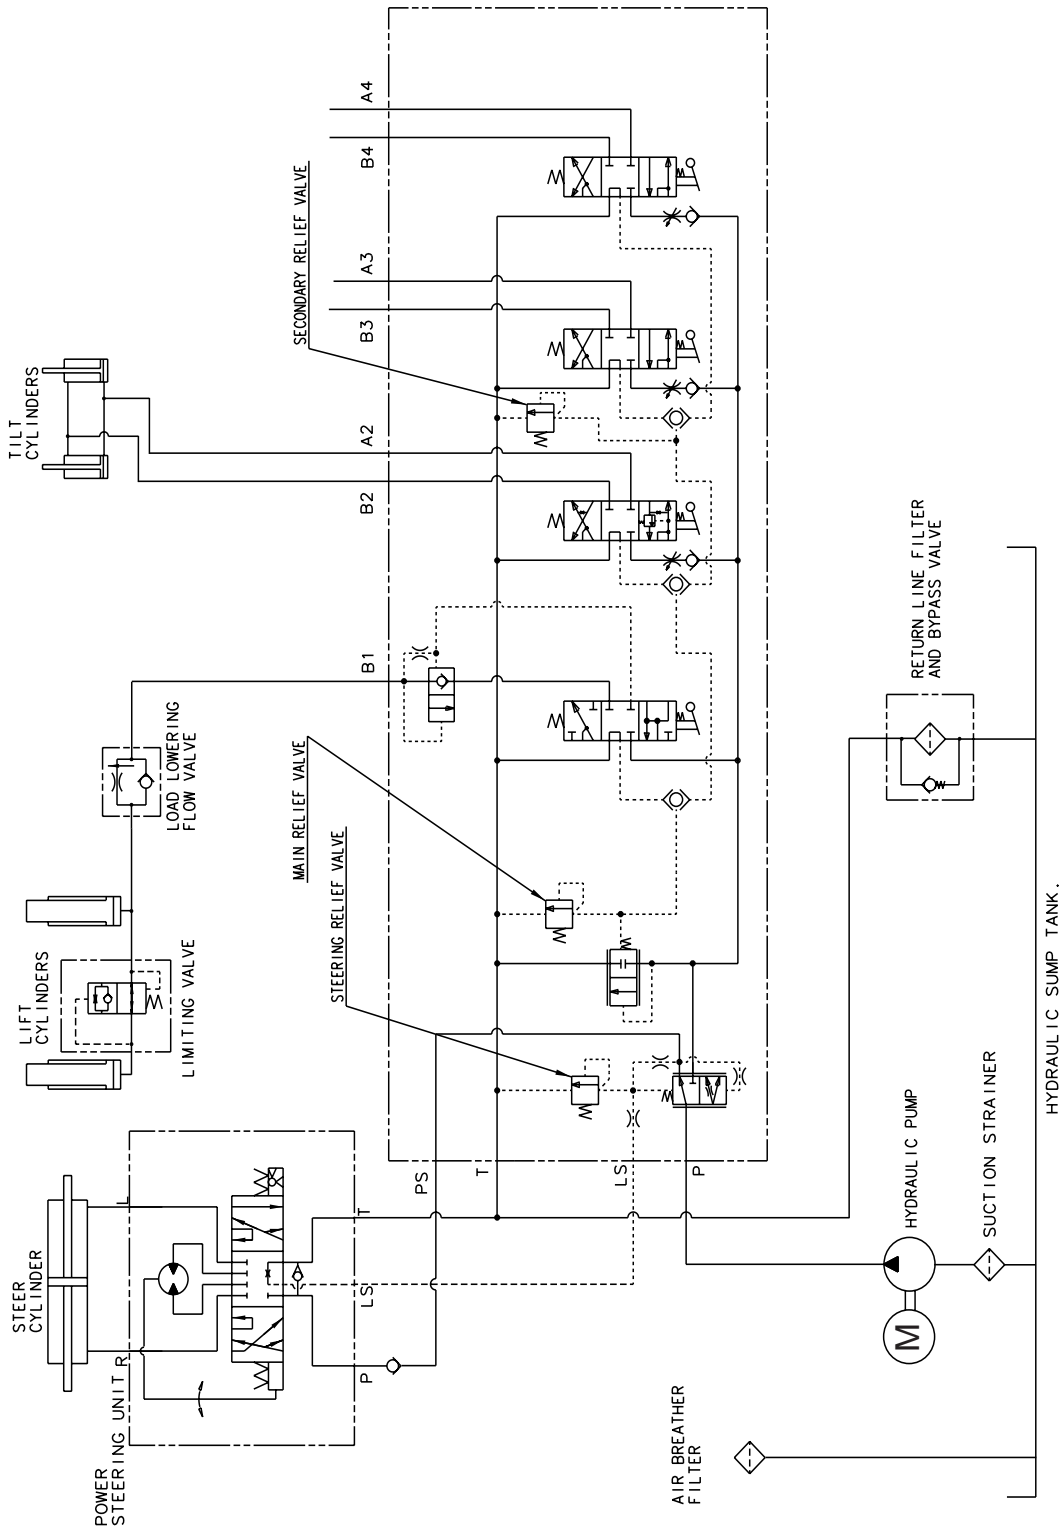 POWER
STEERING UNIT
STEER
CYLINDER
R
L
P
LS
T
LIFT
CYLINDERS
LIMITING VALVE
LOAD LOWERING
FLOW VALVE
TILT
CYLINDERS
STEERING RELIEF VALVE
MAIN RELIEF VALVE
SECONDARY RELIEF VALVE
PS
T
LS
P
B1
B2
A2
B3
A3
B4
A4
AIR BREATHER
FILTER
M
HYDRAULIC PUMP
SUCTION STRAINER
RETURN LINE FILTER
AND BYPASS VALVE
HYDRAULIC SUMP TANK.